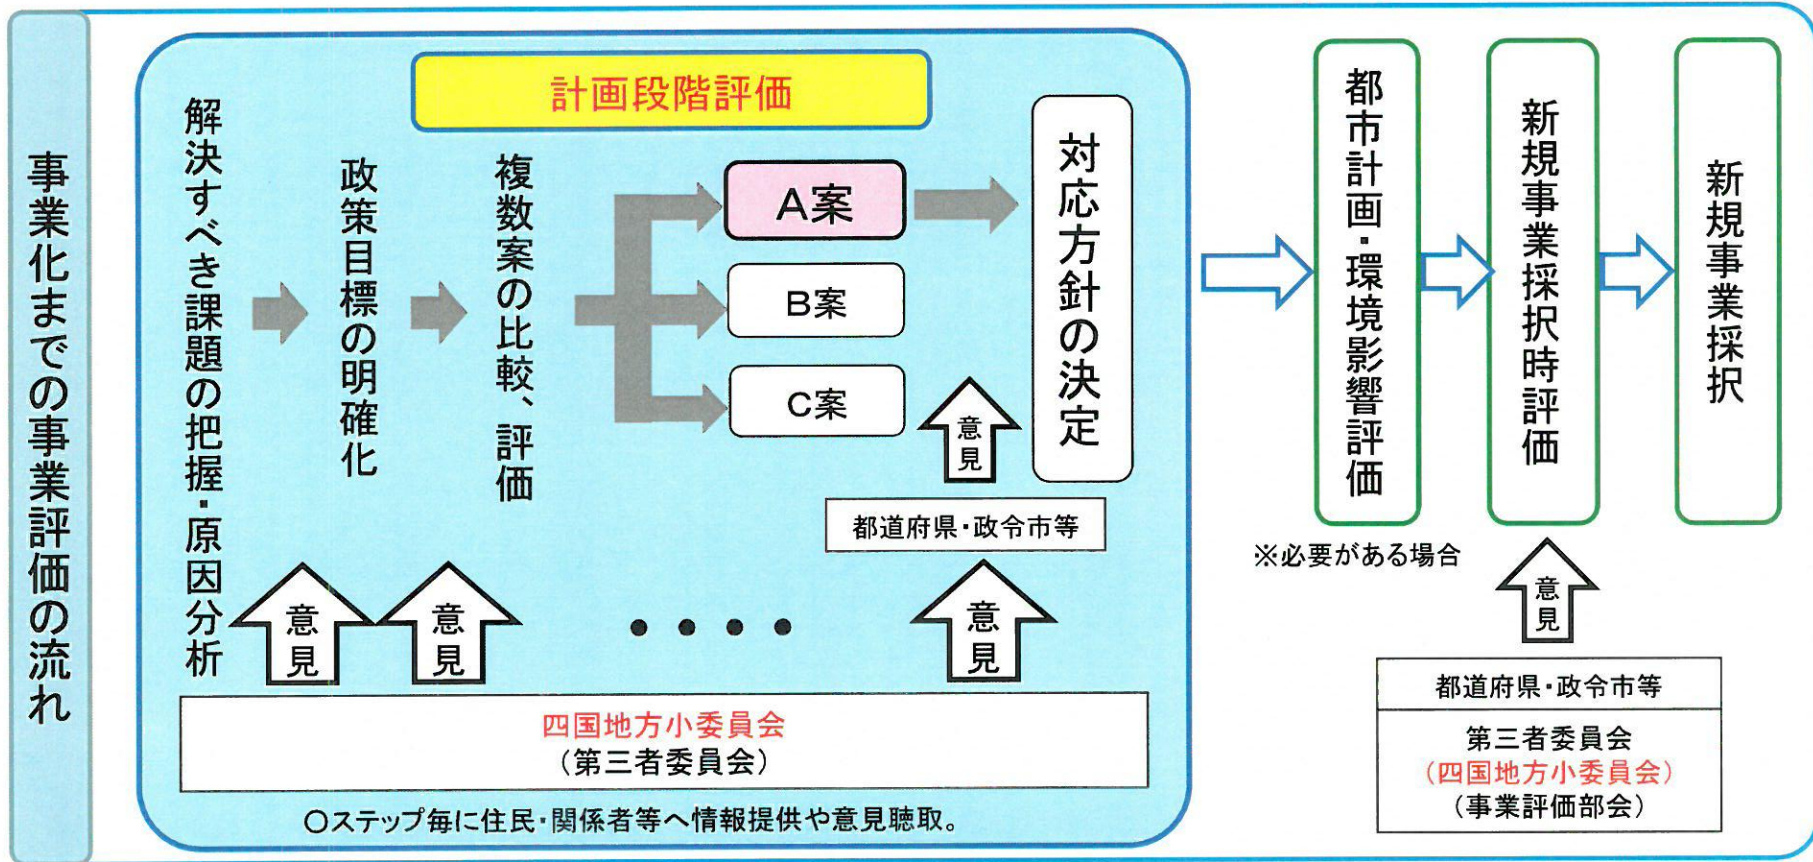 事業化までの事業評価の流れ
計画段階評価
解決すべき課題の把握・原因分析
政策目標の明確化
複数案の比較、評価
A案
B案
C案
対応方針の決定
意見
都道府県・政令市等
意見
意見
・・・・
意見
四国地方小委員会
(第三者委員会)
○ステップ毎に住民・関係者等へ情報提供や意見聴取。
都市計画・環境影響評価
※必要がある場合
新規事業採択時評価
新規事業採択
意見
都道府県・政令市等
第三者委員会
(四国地方小委員会)
(事業評価部会)